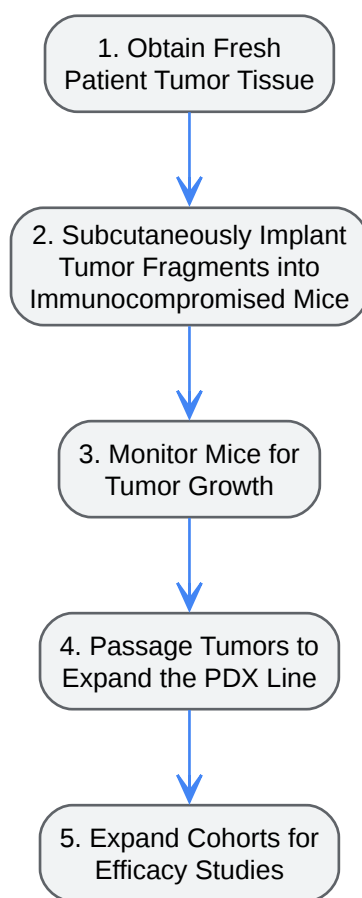 1. Obtain Fresh
Patient Tumor Tissue
2. Subcutaneously Implant
Tumor Fragments into
Immunocompromised Mice
3. Monitor Mice for
Tumor Growth
4. Passage Tumors to
Expand the PDX Line
5. Expand Cohorts for
Efficacy Studies